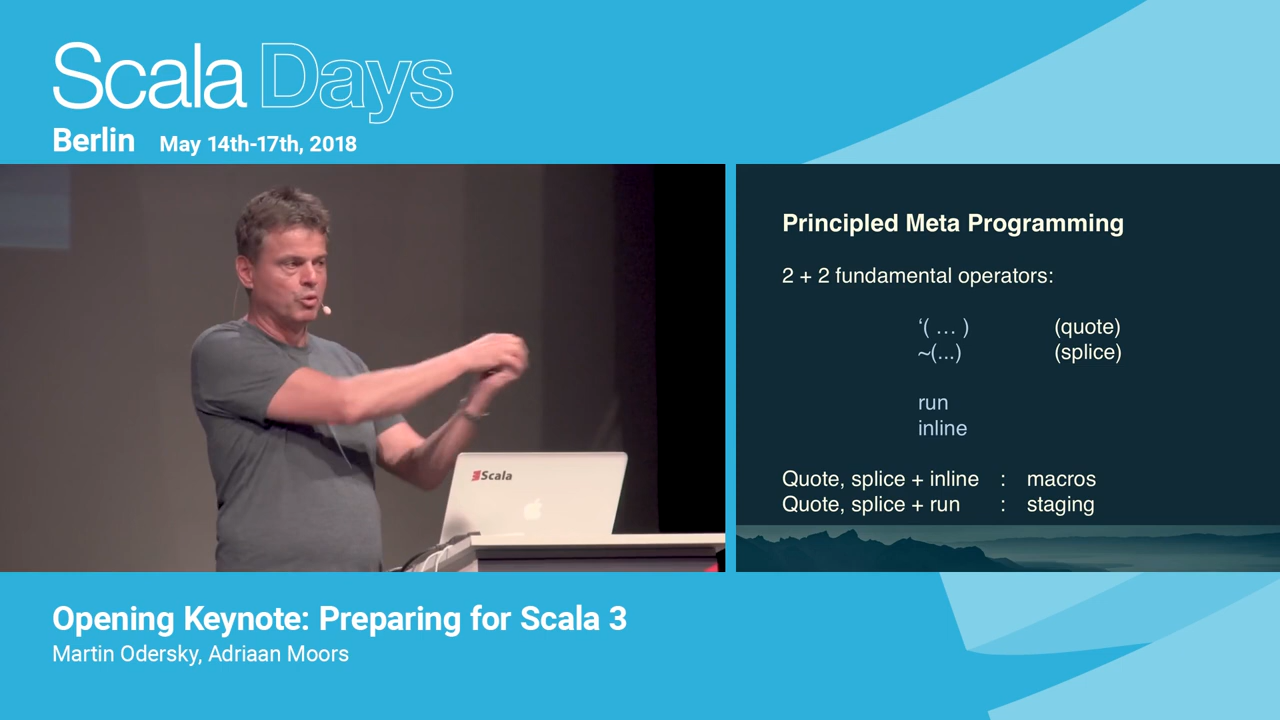 Scala Days
Berlin May 14th-17th, 2018
Scala
Principled Meta Programming
2 + 2 fundamental operators:
‘( … ) (quote)
~(...) (splice)
run
inline
Quote, splice + inline : macros
Quote, splice + run : staging
Opening Keynote: Preparing for Scala 3
Martin Odersky, Adriaan Moors